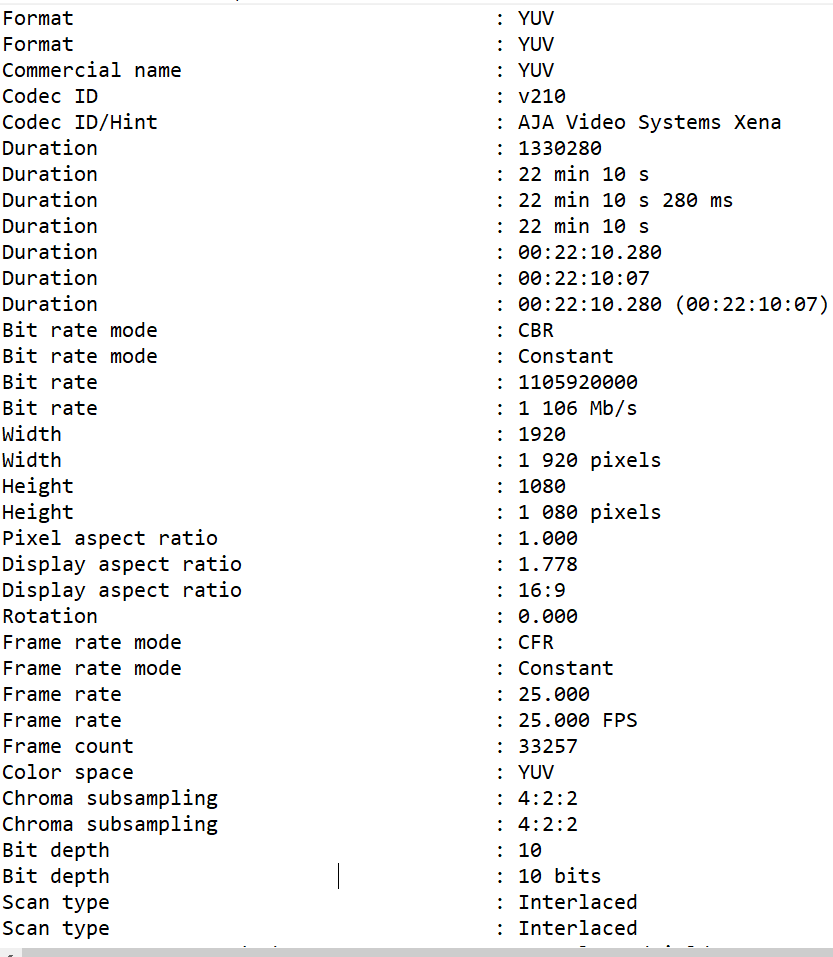 Format : YUV
Format : YUV
Commercial name : YUV
Codec ID : v210
Codec ID/Hint : AJA Video Systems Xena
Duration : 1330280
Duration : 22 min 10 s
Duration : 22 min 10 s 280 ms
Duration : 22 min 10 s
Duration : 00:22:10.280
Duration : 00:22:10:07
Duration : 00:22:10.280 (00:22:10:07)
Bit rate mode : CBR
Bit rate mode : Constant
Bit rate : 1105920000
Bit rate : 1 106 Mb/s
Width : 1920
Width : 1 920 pixels
Height : 1080
Height : 1 080 pixels
Pixel aspect ratio : 1.000
Display aspect ratio : 1.778
Display aspect ratio : 16:9
Rotation : 0.000
Frame rate mode : CFR
Frame rate mode : Constant
Frame rate : 25.000
Frame rate : 25.000 FPS
Frame count : 33257
Color space : YUV
Chroma subsampling : 4:2:2
Chroma subsampling : 4:2:2
Bit depth : 10
Bit depth : 10 bits
Scan type : Interlaced
Scan type : Interlaced